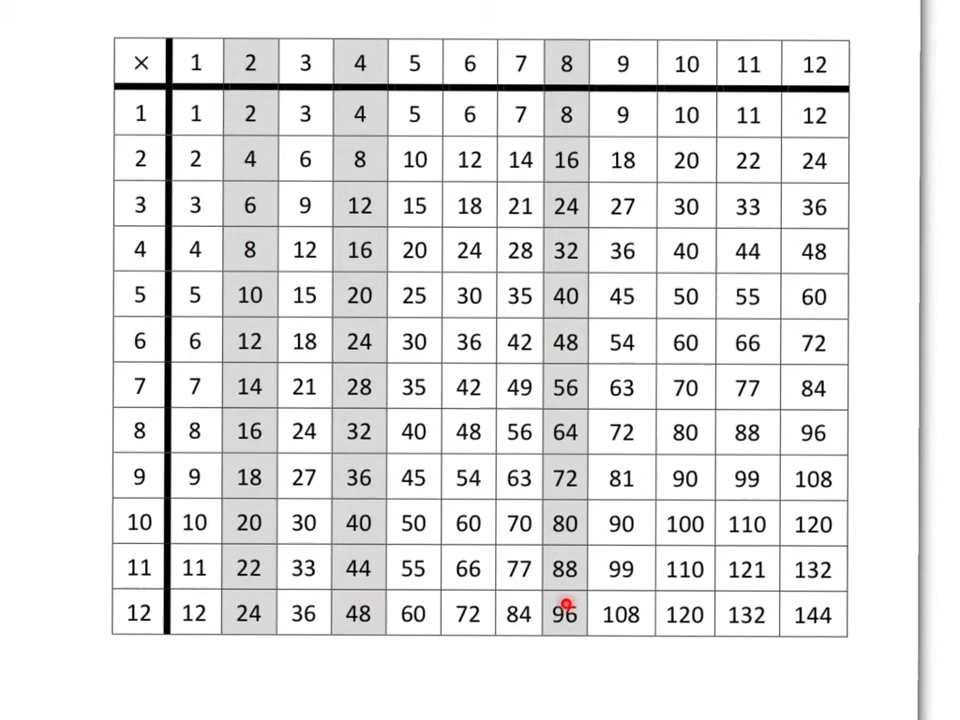 × 1 2 3 4 5 6 7 8 9 10 11 12
1 1 2 3 4 5 6 7 8 9 10 11 12
2 2 4 6 8 10 12 14 16 18 20 22 24
3 3 6 9 12 15 18 21 24 27 30 33 36
4 4 8 12 16 20 24 28 32 36 40 44 48
5 5 10 15 20 25 30 35 40 45 50 55 60
6 6 12 18 24 30 36 42 48 54 60 66 72
7 7 14 21 28 35 42 49 56 63 70 77 84
8 8 16 24 32 40 48 56 64 72 80 88 96
9 9 18 27 36 45 54 63 72 81 90 99 108
10 10 20 30 40 50 60 70 80 90 100 110 120
11 11 22 33 44 55 66 77 88 99 110 121 132
12 12 24 36 48 60 72 84 96 108 120 132 144